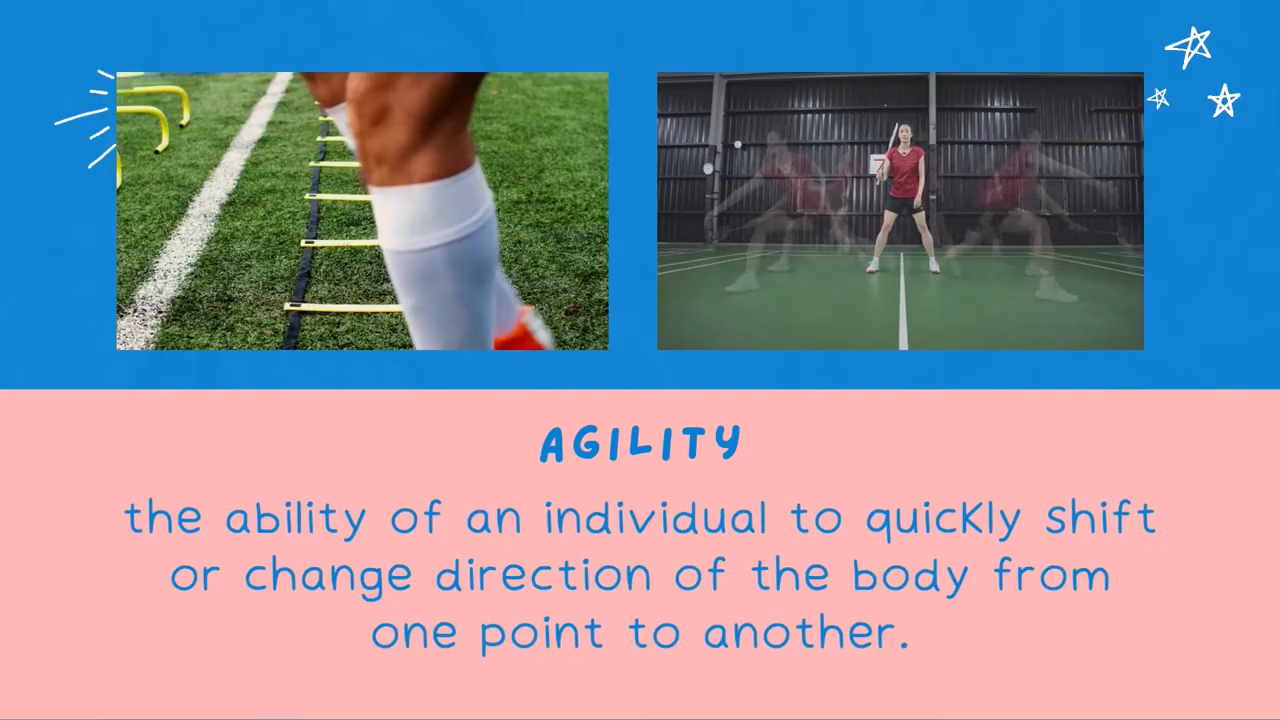 AGILITY
the ability of an individual to quickly shift
or change direction of the body from
one point to another.